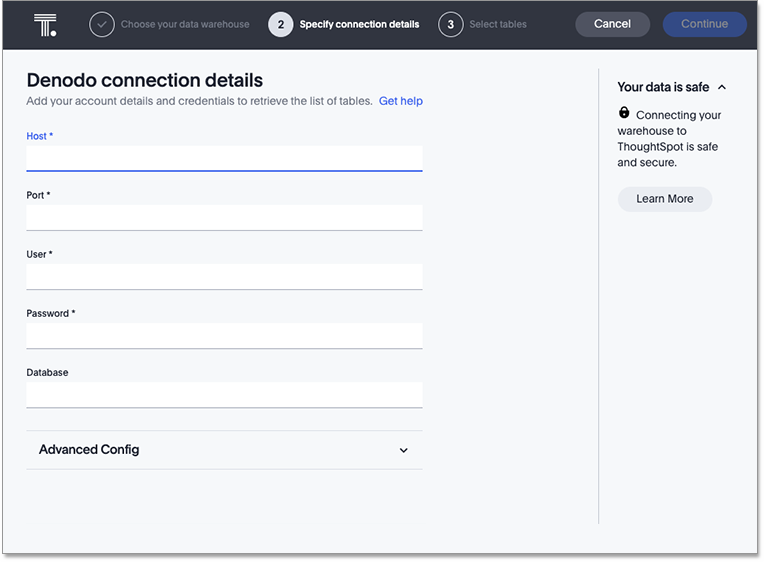 Choose your data warehouse
2
Specify connection details
3
Select tables
Cancel
Continue
Denodo connection details
Add your account details and credentials to retrieve the list of tables. Get help
Host *
Port *
User *
Password *
Database
Advanced Config
Your data is safe
Connecting your
warehouse to
ThoughtSpot is safe
and secure.
Learn More